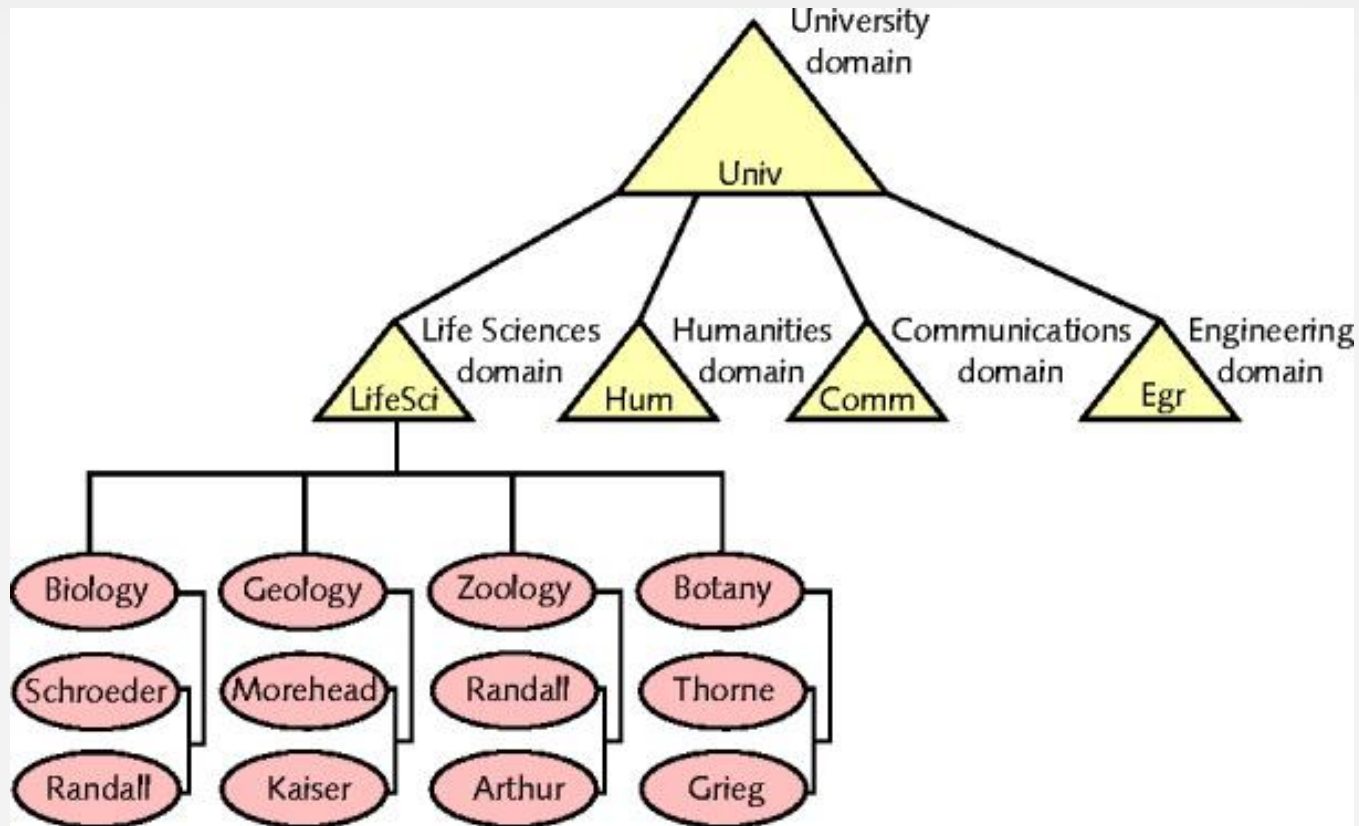 University
domain
Univ
Life Sciences
domain
LifeSci
Humanities
domain
Hum
Communications
domain
Comm
Engineering
domain
Egr
Biology
Geology
Zoology
Botany
Schroeder
Morehead
Randall
Thorne
Randall
Kaiser
Arthur
Grieg